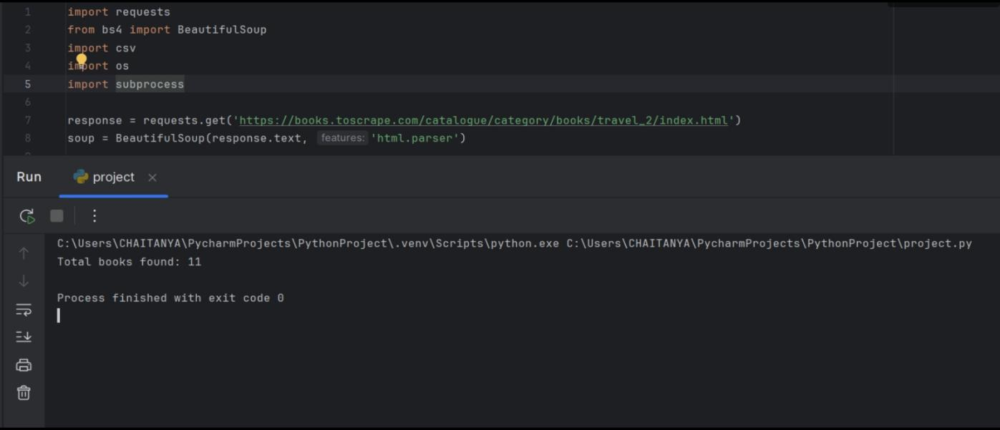 1 import requests
2 from bs4 import BeautifulSoup
3 import csv
4 import os
5 import subprocess
6
7 response = requests.get('https://books.toscrape.com/catalogue/category/books/travel_2/index.html')
8 soup = BeautifulSoup(response.text, features: 'html.parser')
Run project
C:\Users\CHAITANYA\PycharmProjects\PythonProject\.venv\Scripts\python.exe C:\Users\CHAITANYA\PycharmProjects\PythonProject\project.py
Total books found: 11
Process finished with exit code 0